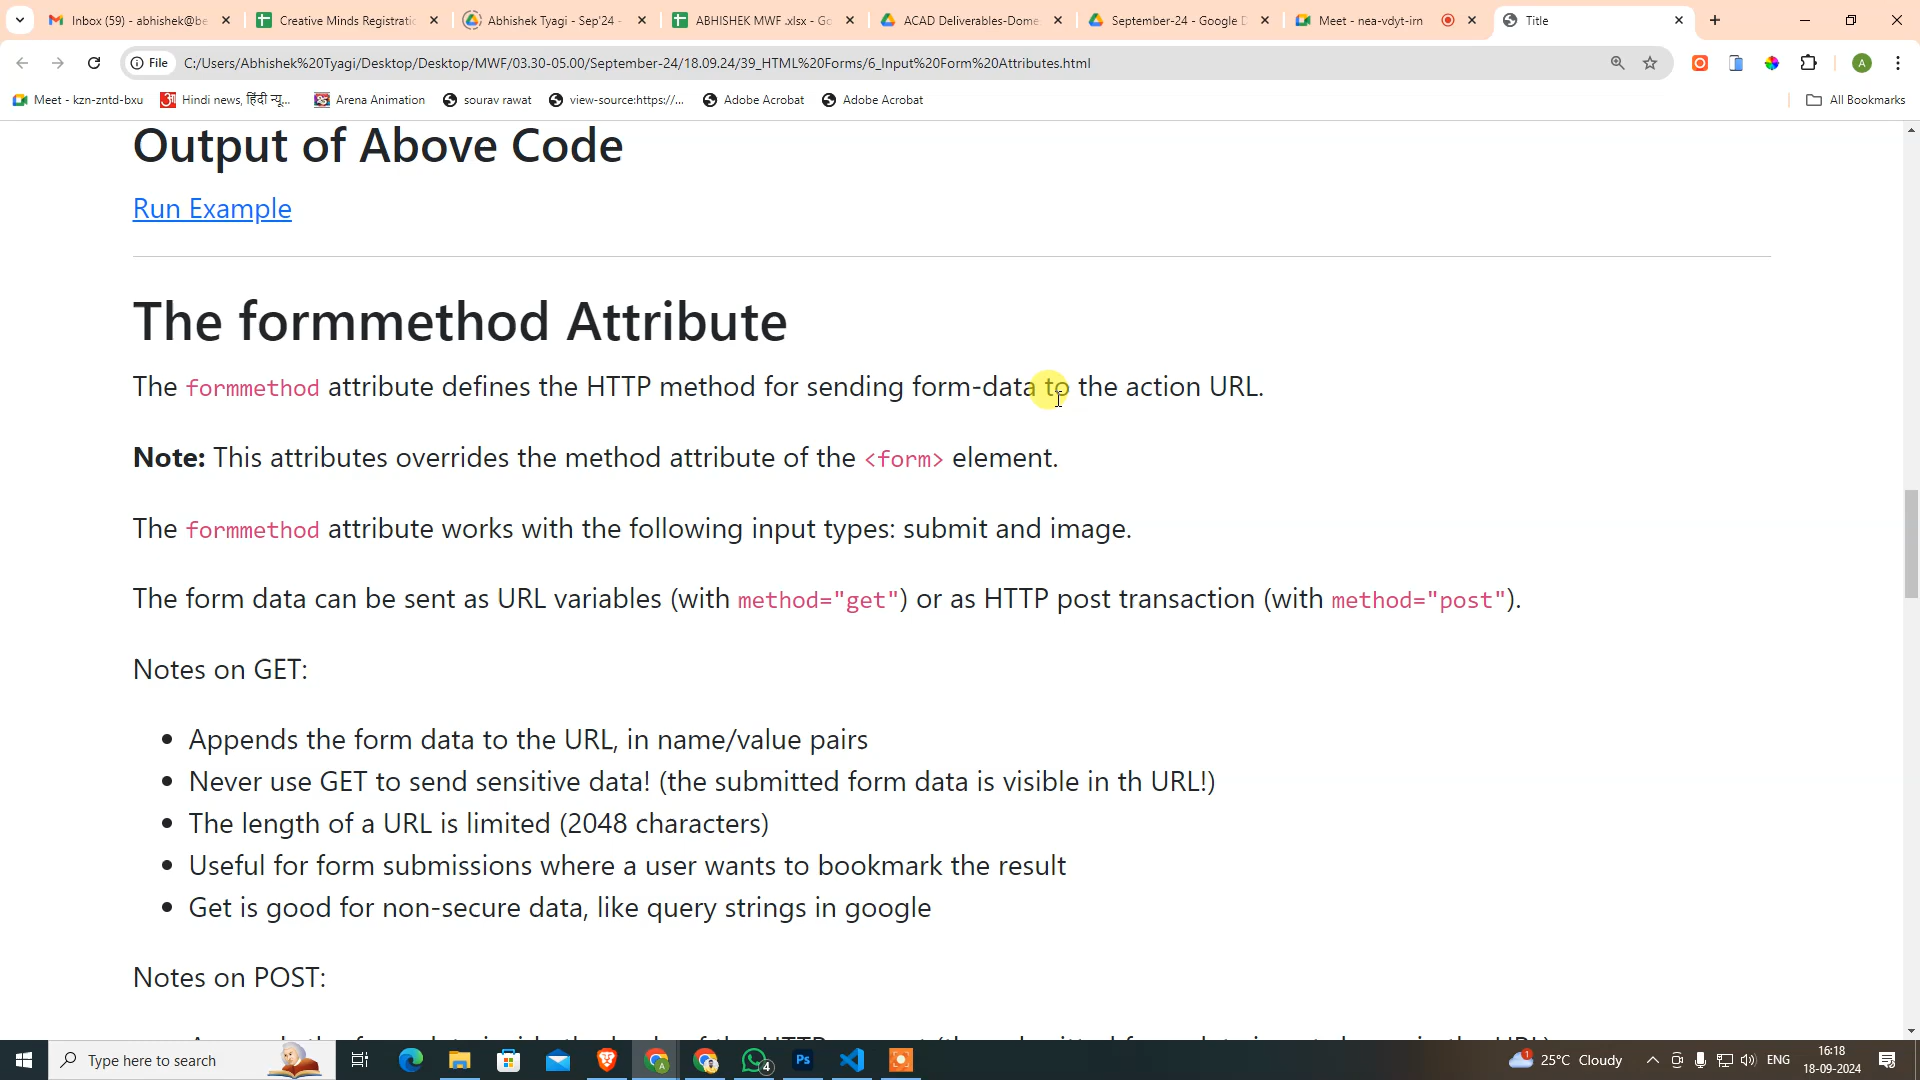 Inbox (59) - abhishek@be
Creative Minds Registratio
Abhishek Tyagi - Sep'24 -
ABHISHEK MWF .xlsx - Go
ACAD Deliverables-Dome
September-24 - Google D
Meet - nea-vdyt-irn
Title
File
C:/Users/Abhishek%20Tyagi/Desktop/Desktop/MWF/03.30-05.00/September-24/18.09.24/39_HTML%20Forms/6_Input%20Form%20Attributes.html
A
Meet - kzn-zntd-bxu
Hindi news, हिंदी न्यू...
Arena Animation
sourav rawat
view-source:https://...
Adobe Acrobat
Adobe Acrobat
All Bookmarks
Output of Above Code
Run Example
The formmethod Attribute
The formmethod attribute defines the HTTP method for sending form-data to the action URL.
Note: This attributes overrides the method attribute of the <form> element.
The formmethod attribute works with the following input types: submit and image.
The form data can be sent as URL variables (with method="get") or as HTTP post transaction (with method="post").
Notes on GET:
• Appends the form data to the URL, in name/value pairs
• Never use GET to send sensitive data! (the submitted form data is visible in th URL!)
• The length of a URL is limited (2048 characters)
• Useful for form submissions where a user wants to bookmark the result
• Get is good for non-secure data, like query strings in google
Notes on POST:
Type here to search
4
Ps
1
25°C Cloudy
ENG
16:18
18-09-2024